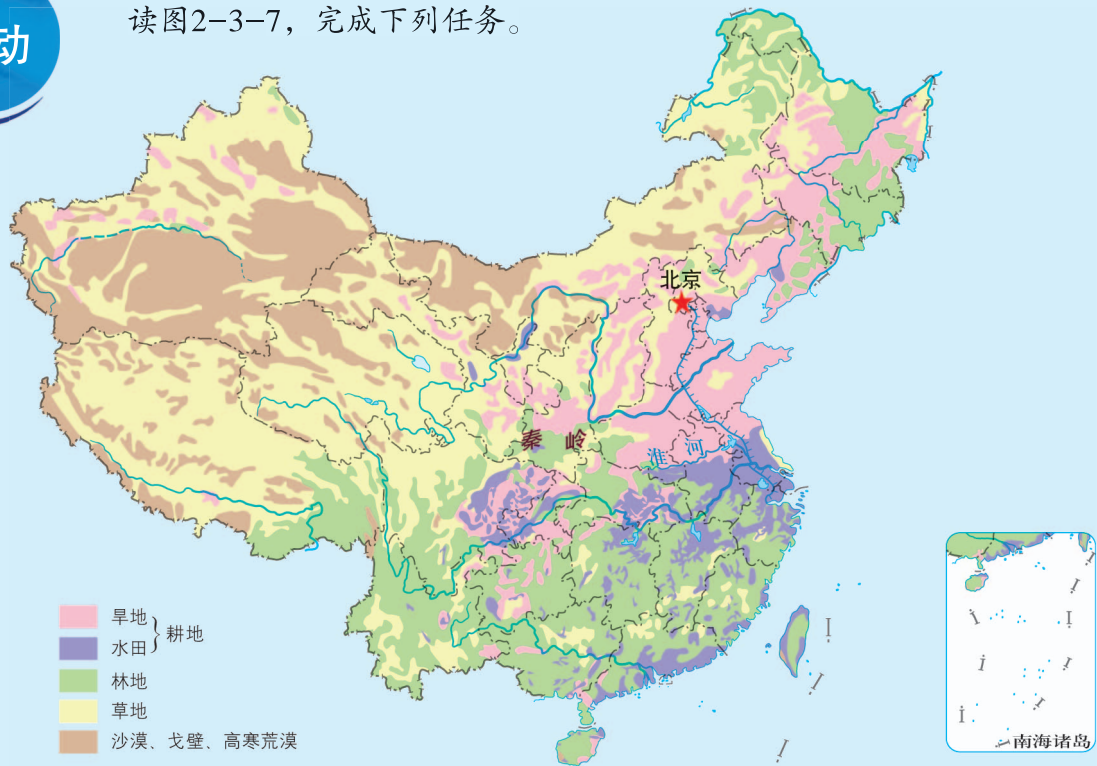 动
读图2-3-7，完成下列任务。
北京
秦岭
淮河
旱地
水田
耕地
林地
草地
沙漠、戈壁、高寒荒漠
南海诸岛